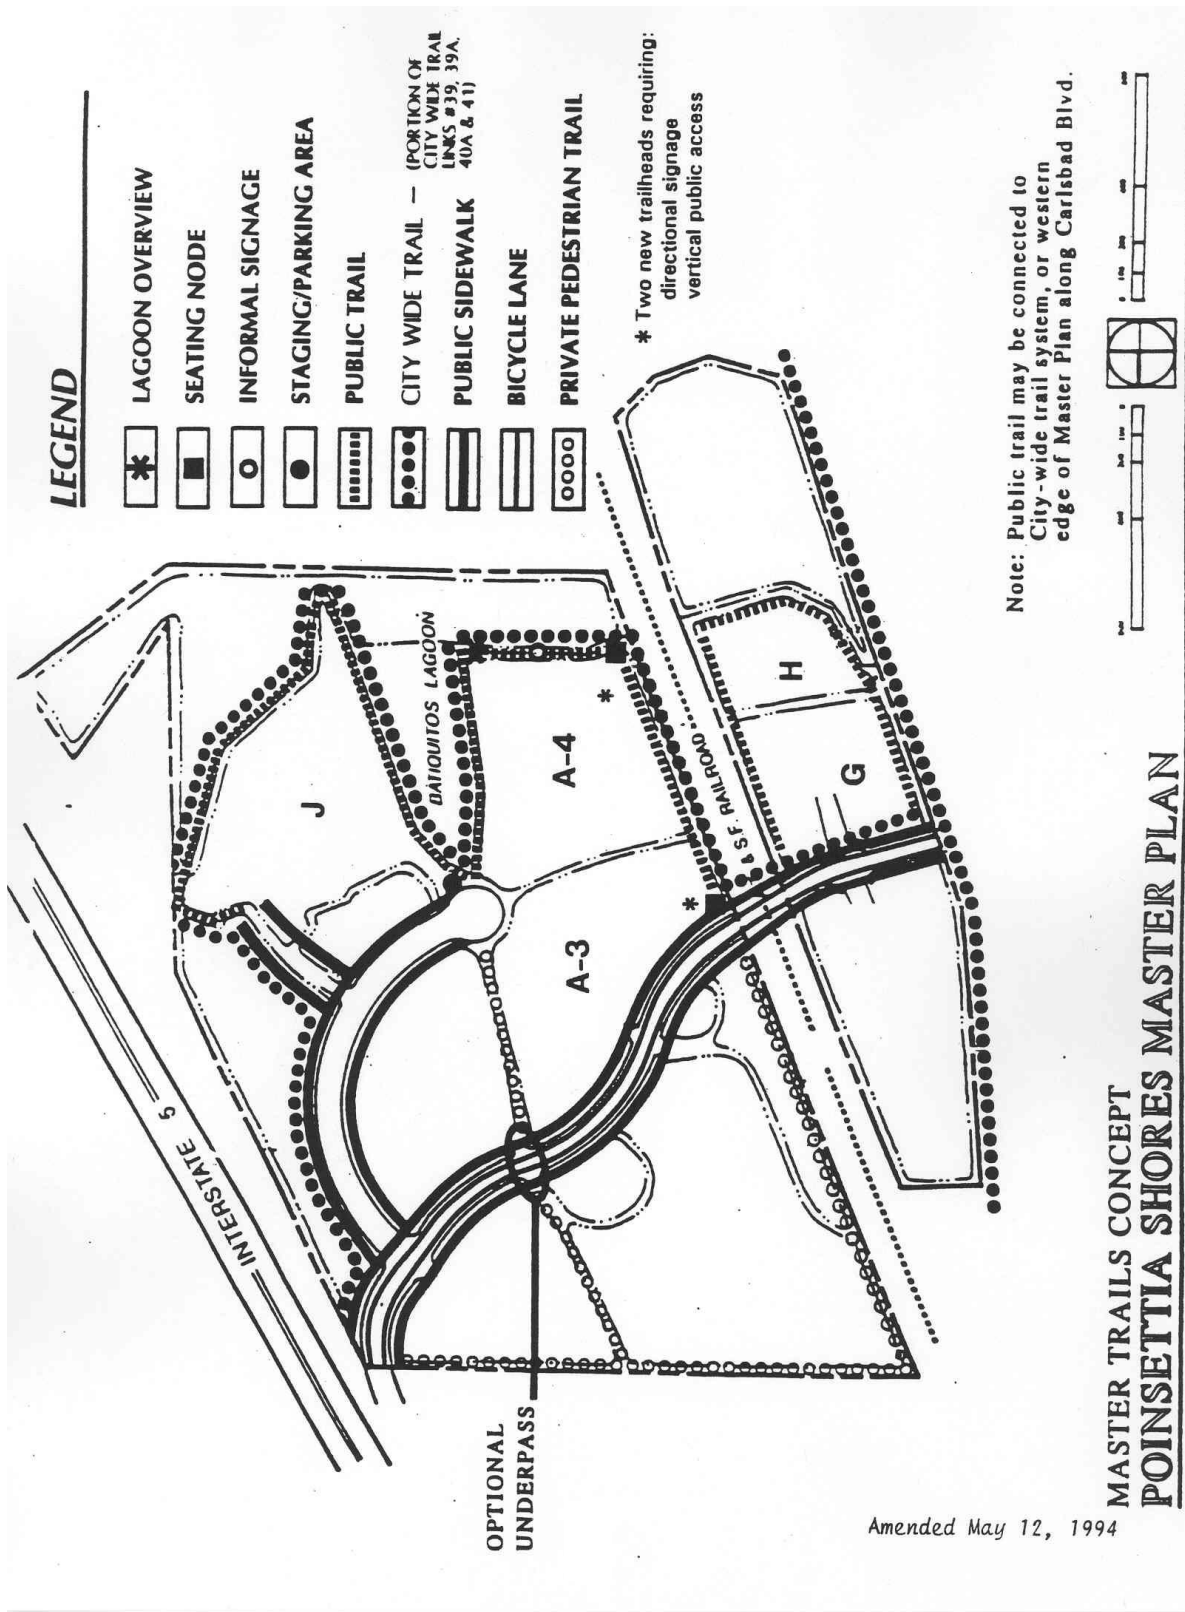 LEGEND
LAGOON OVERVIEW
SEATING NODE
INFORMAL SIGNAGE
STAGING/PARKING AREA
PUBLIC TRAIL
CITY WIDE TRAIL – (PORTION OF
CITY WIDE TRAIL
LINKS #39, 39A,
40A & 41)
PUBLIC SIDEWALK
BICYCLE LANE
PRIVATE PEDESTRIAN TRAIL
* Two new trailheads requiring:
directional signage
vertical public access
INTERSTATE 5
J
BATIQUITOS LAGOON
A-4
*
A-3
*
A.S.F. RAILROAD
H
G
OPTIONAL
UNDERPASS
Note: Public trail may be connected to
City-wide trail system, or western
edge of Master Plan along Carlsbad Blvd.
MASTER TRAILS CONCEPT
POINSETTIA SHORES MASTER PLAN
Amended May 12, 1994